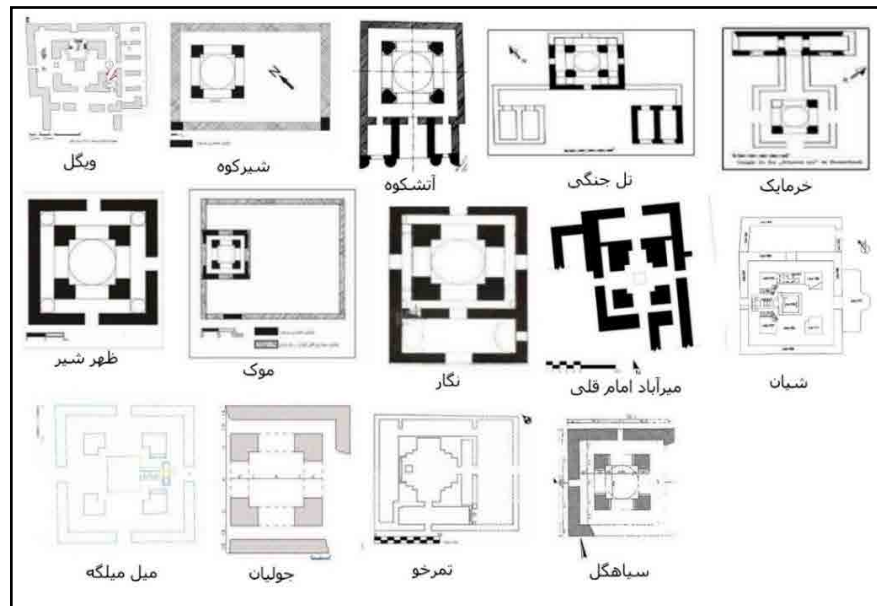 ویگل
شیرکوه
آتشکوه
تل جنگی
خرمایک
ظهر شیر
موک
نگار
میرآباد امام قلی
شیان
میل میلگه
جولیان
تمرخو
سیاهگل